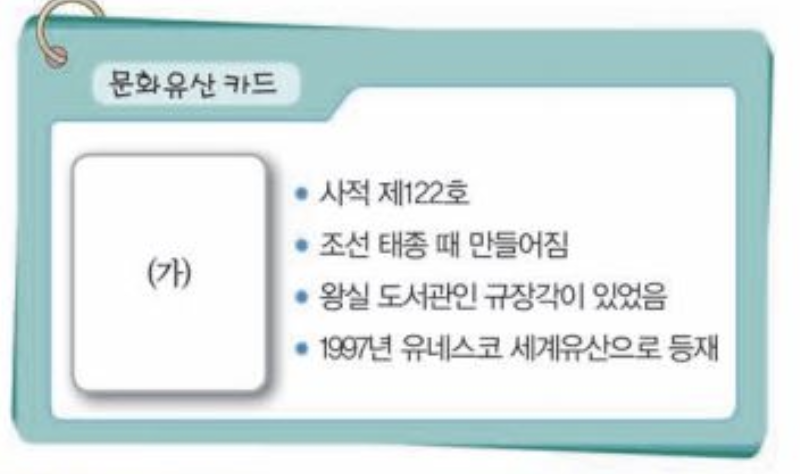 문화유산 카드
(가)
• 사적 제122호
• 조선 태종 때 만들어짐
• 왕실 도서관인 규장각이 있었음
• 1997년 유네스코 세계유산으로 등재